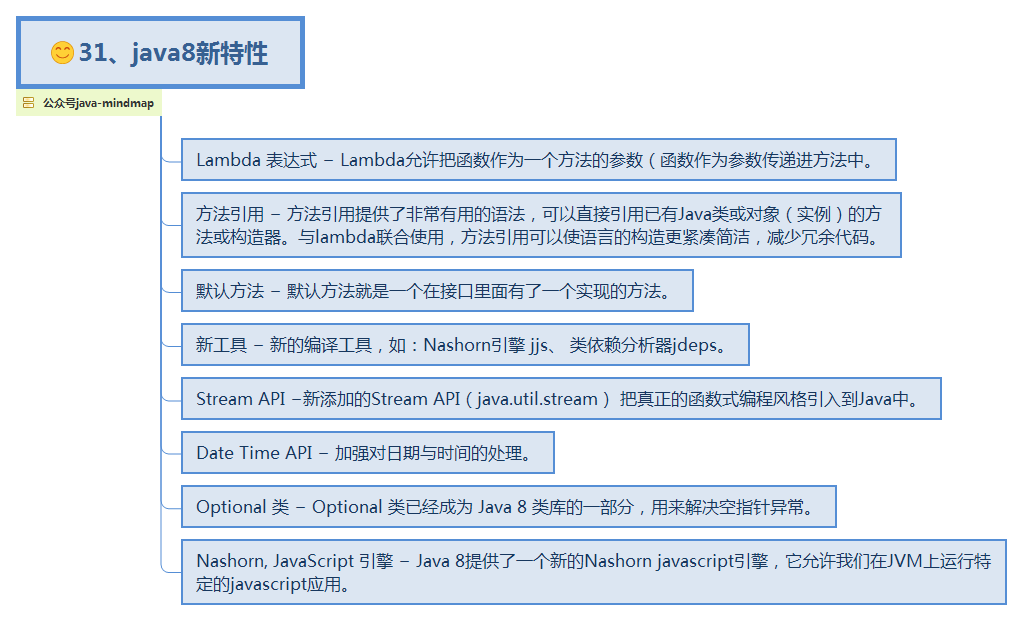 31、java8新特性
公众号java-mindmap
Lambda 表达式 − Lambda允许把函数作为一个方法的参数（函数作为参数传递进方法中。
方法引用 − 方法引用提供了非常有用的语法，可以直接引用已有Java类或对象（实例）的方
法或构造器。与lambda联合使用，方法引用可以使语言的构造更紧凑简洁，减少冗余代码。
默认方法 − 默认方法就是一个在接口里面有了一个实现的方法。
新工具 − 新的编译工具，如：Nashorn引擎 jjs、 类依赖分析器jdeps。
Stream API −新添加的Stream API（java.util.stream） 把真正的函数式编程风格引入到Java中。
Date Time API − 加强对日期与时间的处理。
Optional 类 − Optional 类已经成为 Java 8 类库的一部分，用来解决空指针异常。
Nashorn, JavaScript 引擎 − Java 8提供了一个新的Nashorn javascript引擎，它允许我们在JVM上运行特
定的javascript应用。